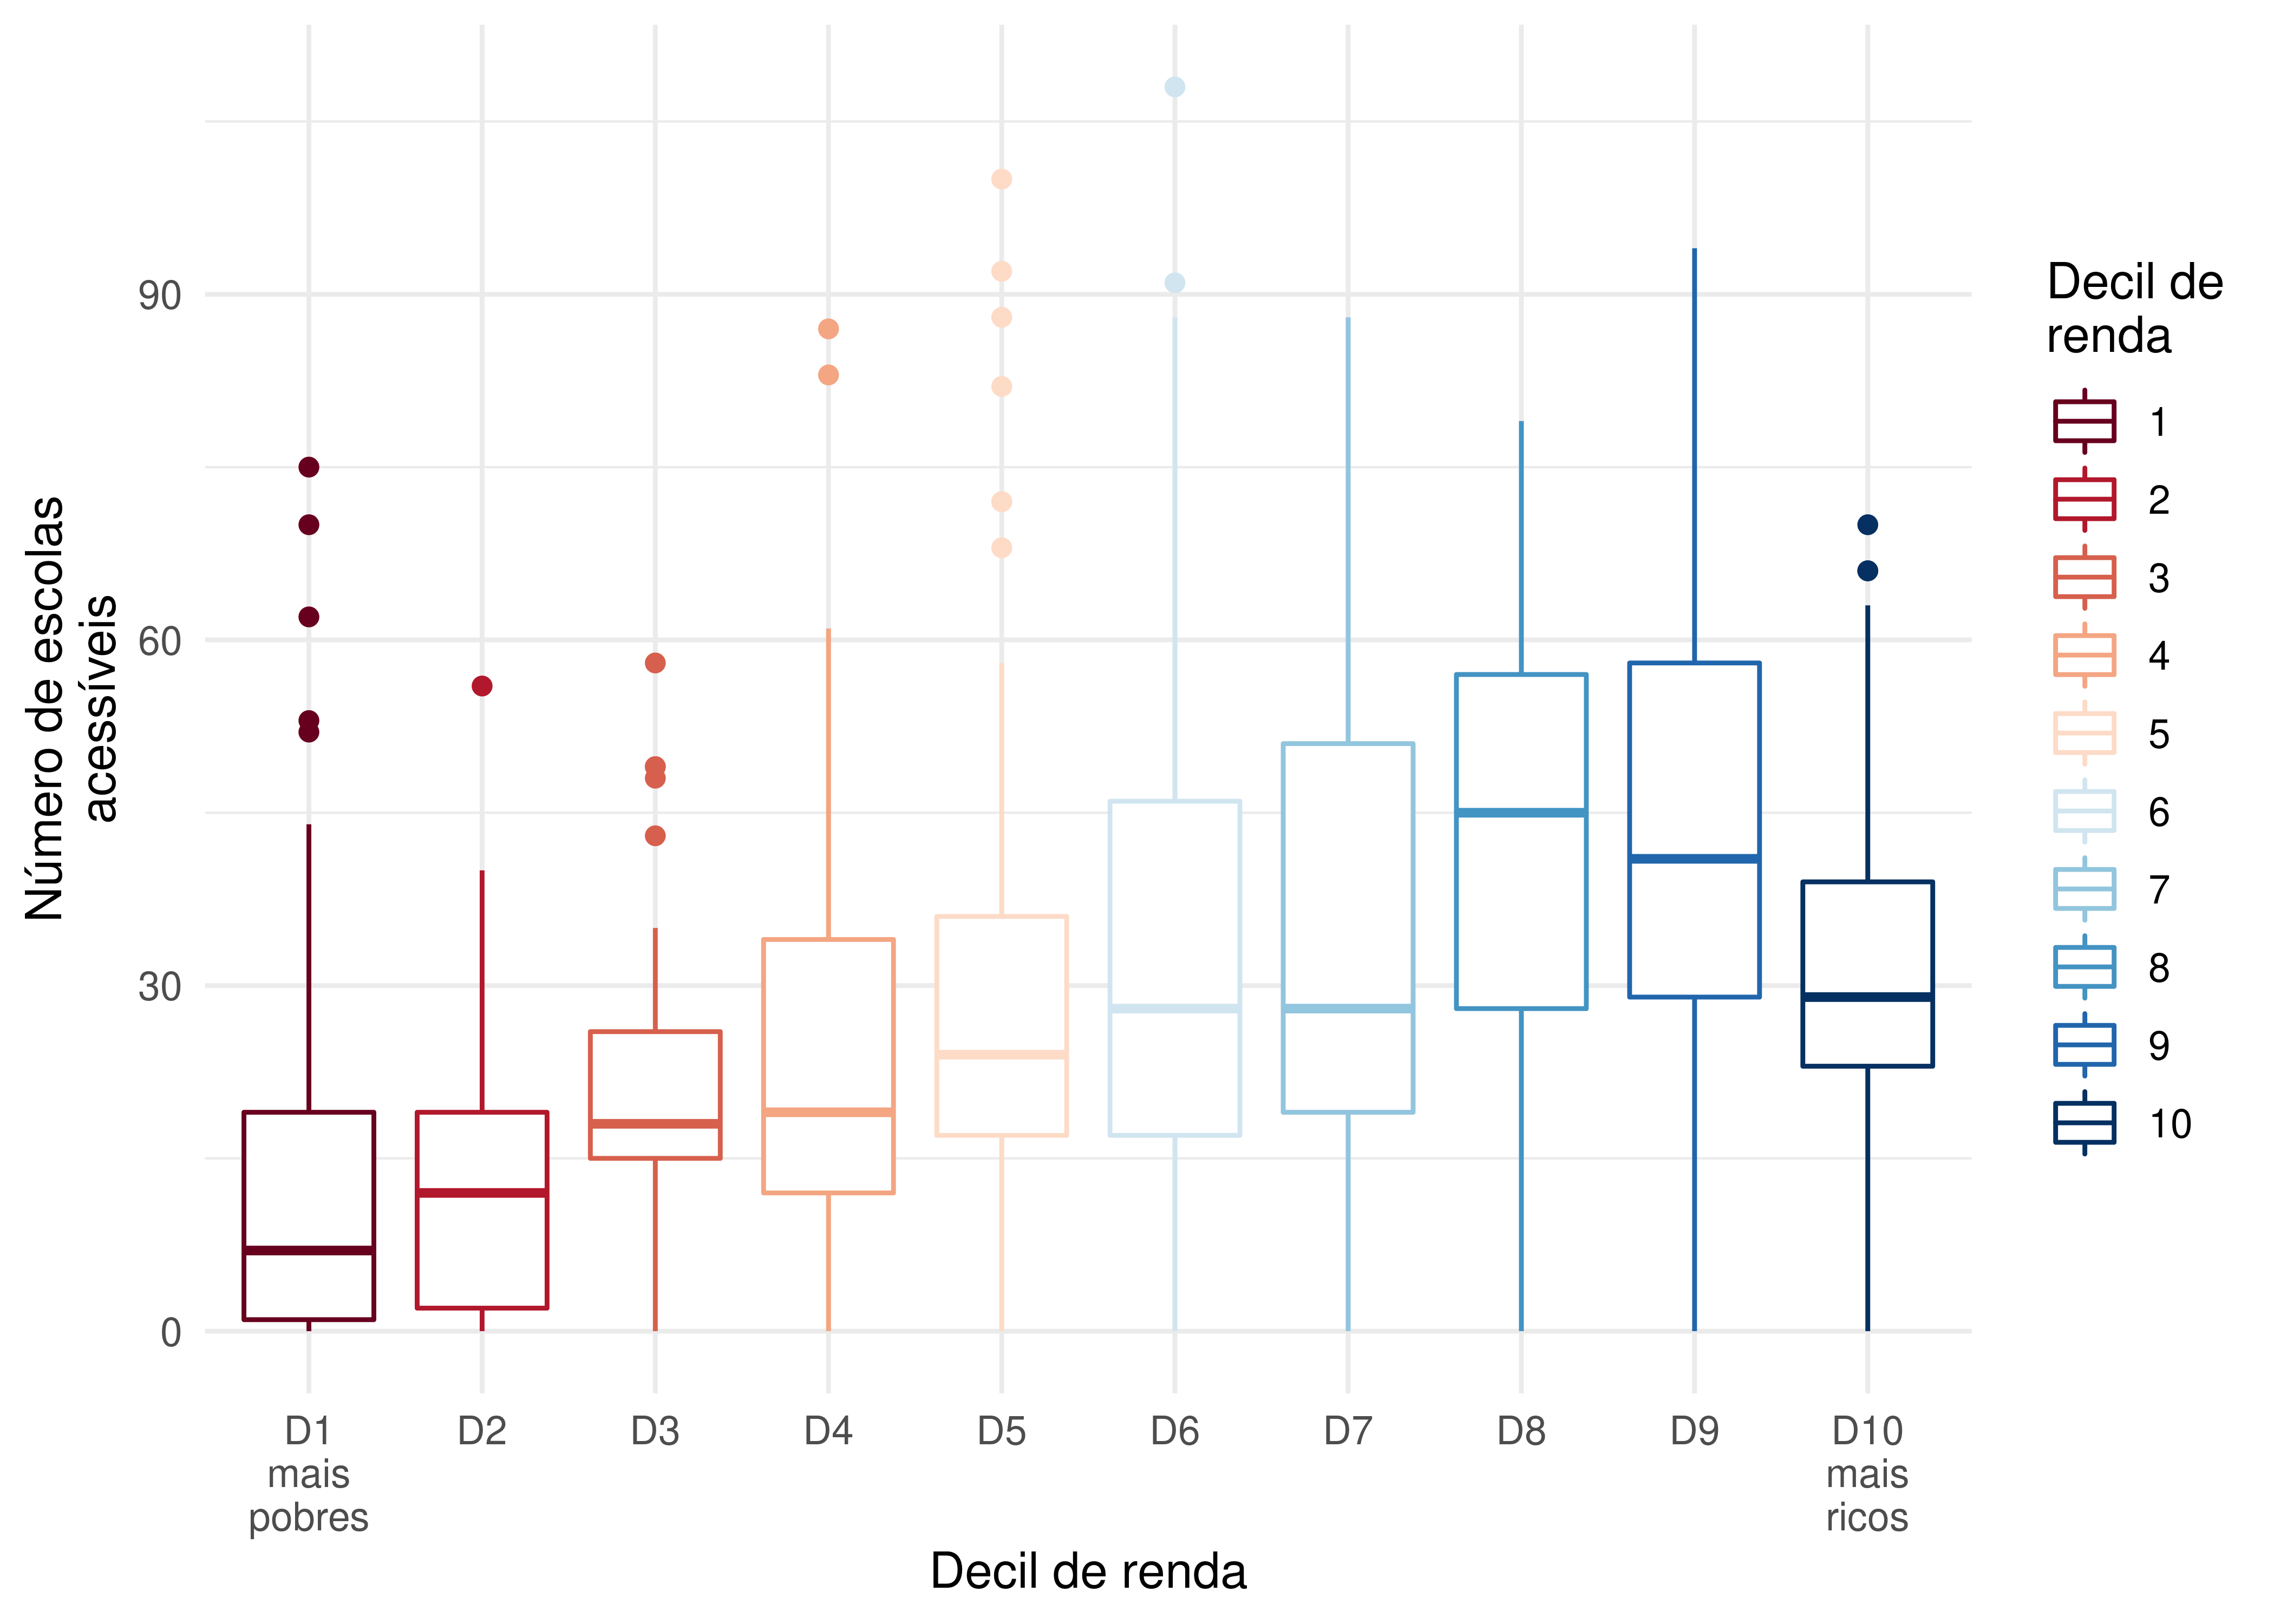 Número de escolas
acessíveis
90
60
30
0
D1
mais
pobres
D2
D3
D4
D5
D6
D7
D8
D9
D10
mais
ricos
Decil de renda
Decil de
renda
1
2
3
4
5
6
7
8
9
10